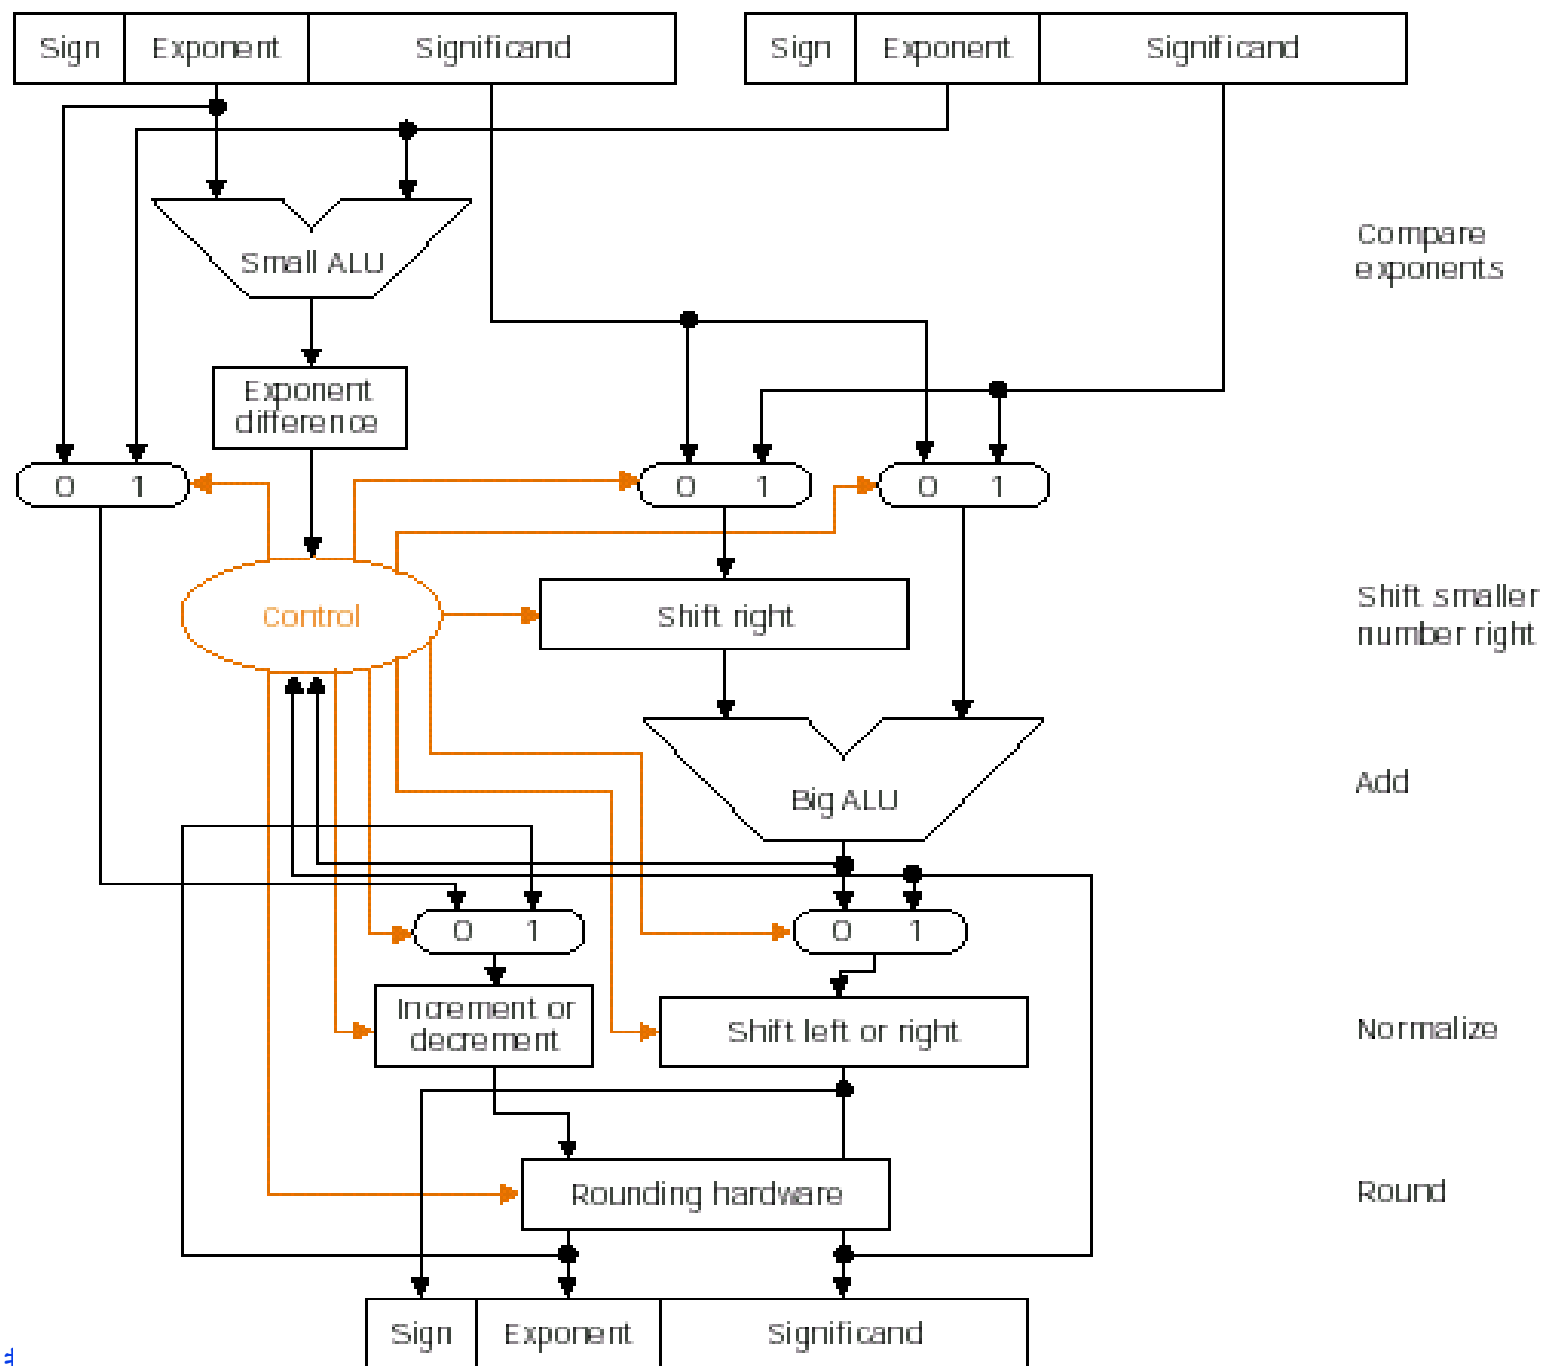 Sign Exponent Significand Sign Exponent Significand
Small ALU
Compare
exponents
Exponent
difference
0 1 0 1 0 1
Control
Shift right
Shift smaller
number right
Big ALU
Add
0 1 0 1
Increment or
decrement
Shift left or right
Normalize
Rounding hardware
Round
Sign Exponent Significand